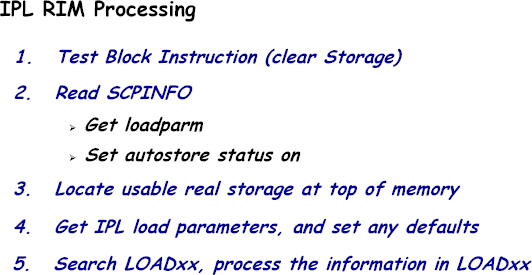 IPL RIM Processing
1. Test Block Instruction (clear Storage)
2. Read SCPINFO
➢ Get loadparm
➢ Set autostore status on
3. Locate usable real storage at top of memory
4. Get IPL load parameters, and set any defaults
5. Search LOADxx, process the information in LOADxx